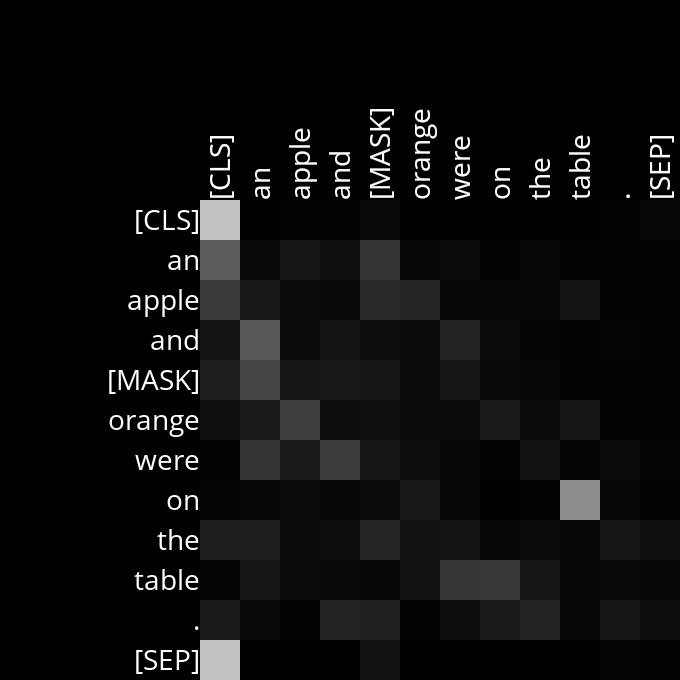 [CLS] an apple and [MASK] orange were on the table . [SEP]
[CLS]
an
apple
and
[MASK]
orange
were
on
the
table
.
[SEP]